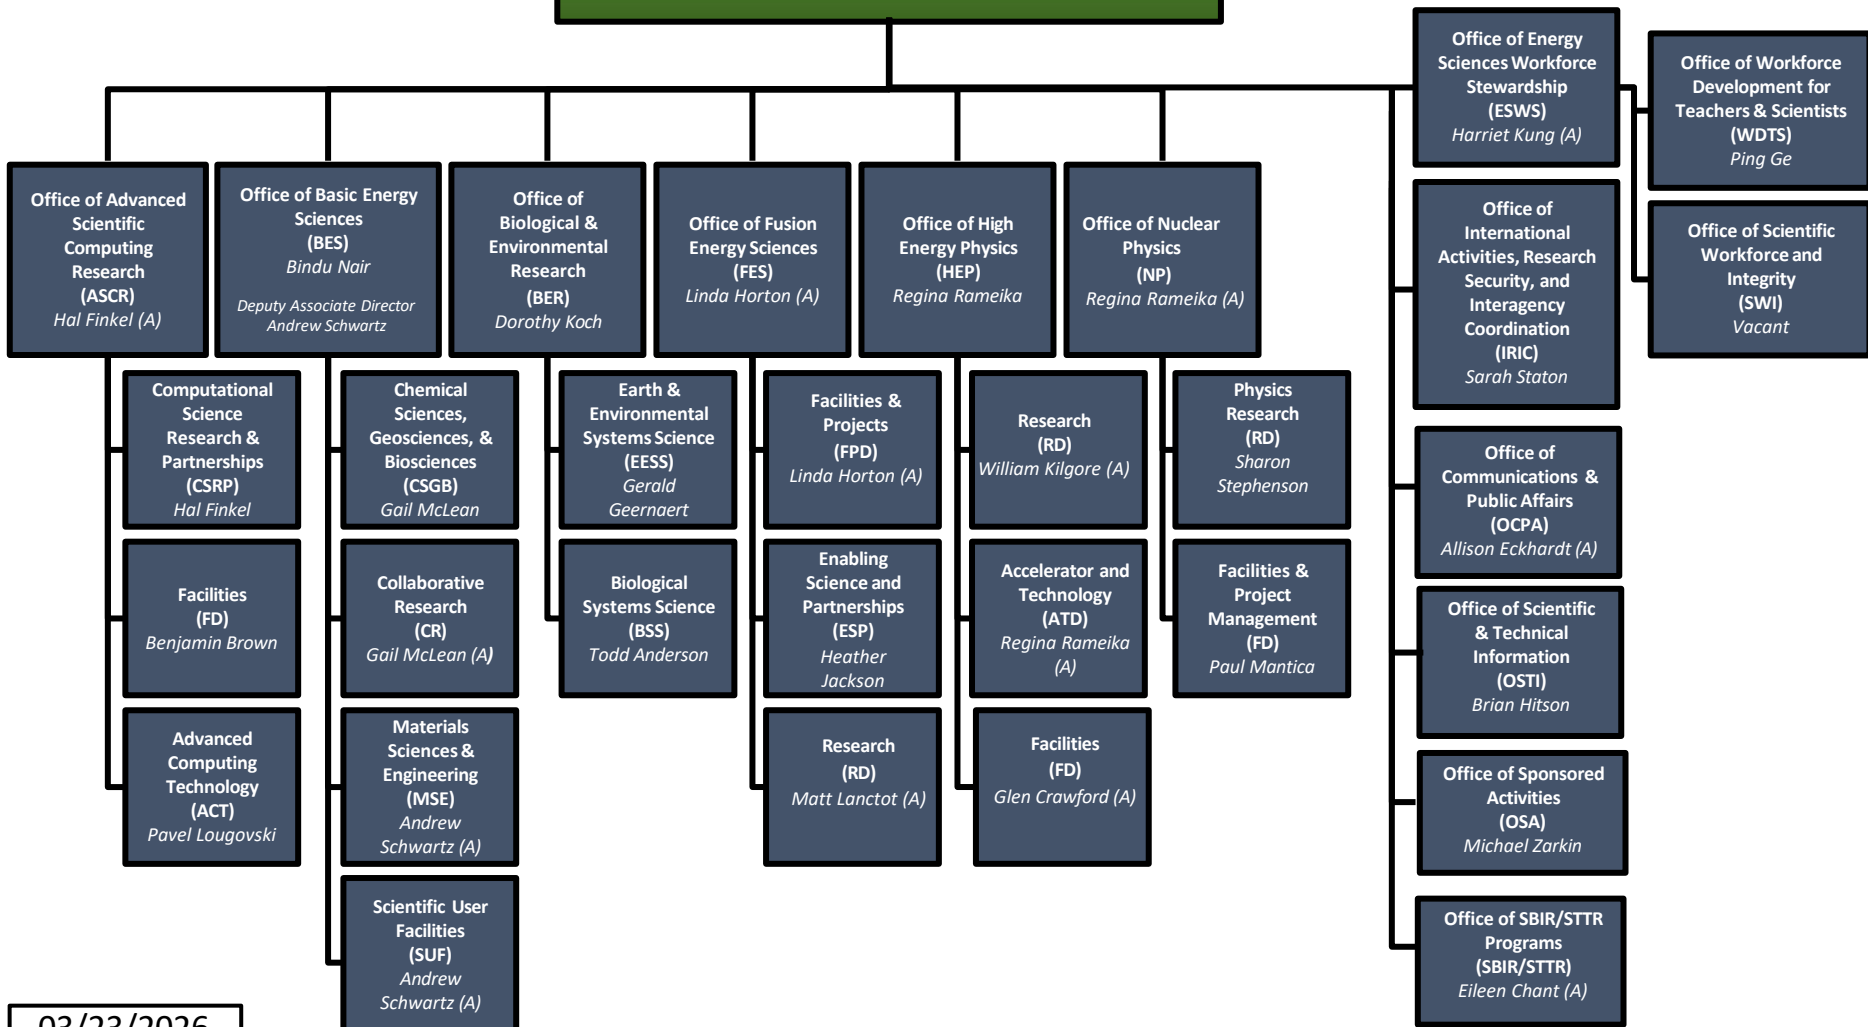 Office of Energy
Sciences Workforce
Stewardship
(ESWS)
Harriet Kung (A)
Office of Workforce
Development for
Teachers & Scientists
(WDTS)
Ping Ge
Office of Advanced
Scientific
Computing
Research
(ASCR)
Hal Finkel (A)
Office of Basic Energy
Sciences
(BES)
Bindu Nair
Deputy Associate Director
Andrew Schwartz
Office of
Biological &
Environmental
Research
(BER)
Dorothy Koch
Office of Fusion
Energy Sciences
(FES)
Linda Horton (A)
Office of High
Energy Physics
(HEP)
Regina Rameika
Office of Nuclear
Physics
(NP)
Regina Rameika (A)
Office of
International
Activities, Research
Security, and
Interagency
Coordination
(IRIC)
Sarah Staton
Office of Scientific
Workforce and
Integrity
(SWI)
Vacant
Computational
Science
Research &
Partnerships
(CSRP)
Hal Finkel
Chemical
Sciences,
Geosciences, &
Biosciences
(CSGB)
Gail McLean
Earth &
Environmental
Systems Science
(EESS)
Gerald
Geernaert
Facilities &
Projects
(FPD)
Linda Horton (A)
Research
(RD)
William Kilgore (A)
Physics
Research
(RD)
Sharon
Stephenson
Office of
Communications &
Public Affairs
(OCPA)
Allison Eckhardt (A)
Facilities
(FD)
Benjamin Brown
Collaborative
Research
(CR)
Gail McLean (A)
Biological
Systems Science
(BSS)
Todd Anderson
Enabling
Science and
Partnerships
(ESP)
Heather
Jackson
Accelerator and
Technology
(ATD)
Regina Rameika
(A)
Facilities &
Project
Management
(FD)
Paul Mantica
Office of Scientific
& Technical
Information
(OSTI)
Brian Hitson
Advanced
Computing
Technology
(ACT)
Pavel Lougovski
Materials
Sciences &
Engineering
(MSE)
Andrew
Schwartz (A)
Research
(RD)
Matt Lanctot (A)
Facilities
(FD)
Glen Crawford (A)
Office of Sponsored
Activities
(OSA)
Michael Zarkin
Scientific User
Facilities
(SUF)
Andrew
Schwartz (A)
Office of SBIR/STTR
Programs
(SBIR/STTR)
Eileen Chant (A)
03/23/2026